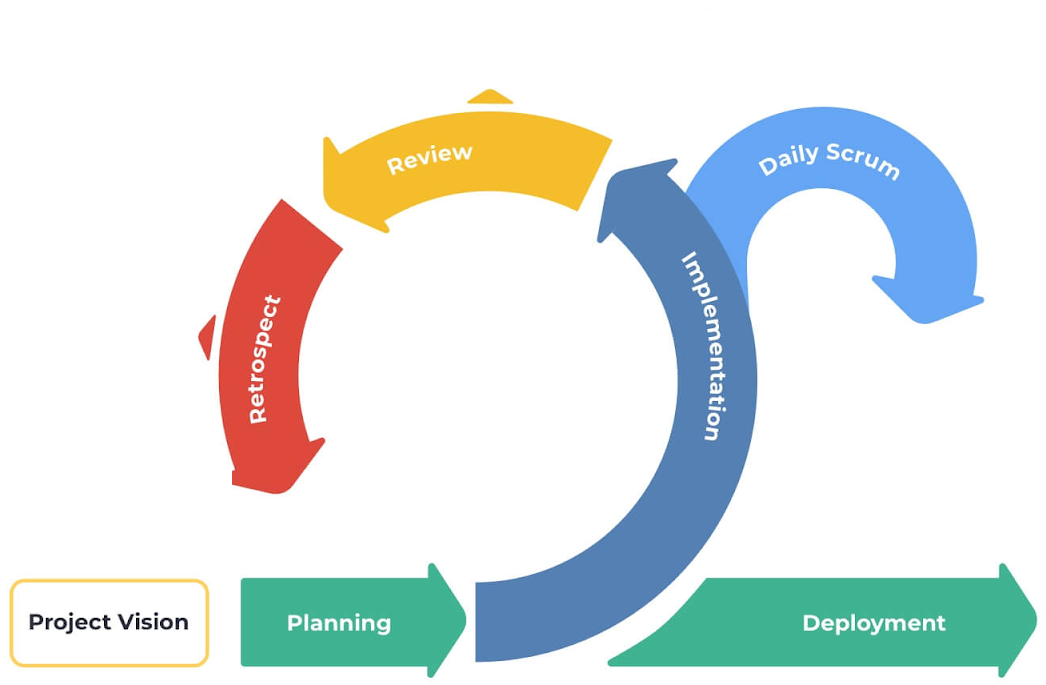 Review
Daily Scrum
Retrospect
Implementation
Project Vision
Planning
Deployment